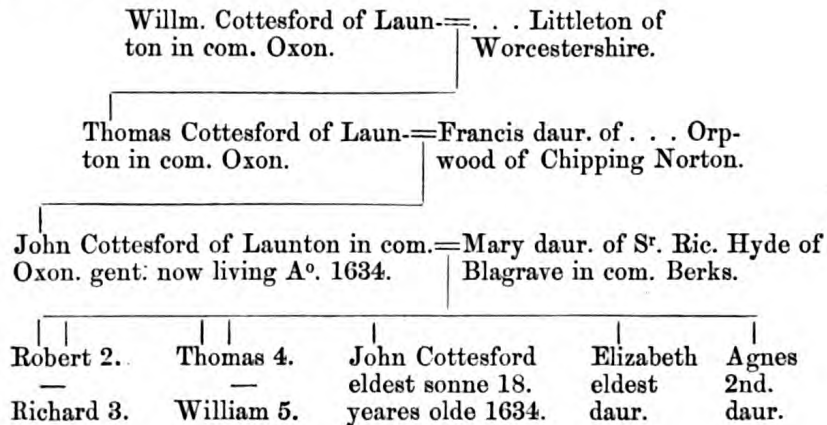 Willm. Cottesford of Laun-=. . . Littleton of
ton in com. Oxon. Worcestershire.
Thomas Cottesford of Laun-=Francis daur. of . . . Orp-
ton in com. Oxon. wood of Chipping Norton.
John Cottesford of Launton in com.=Mary daur. of Sʳ. Ric. Hyde of
Oxon. gent: now living Aº. 1634. Blagrave in com. Berks.
Robert 2. Thomas 4. John Cottesford Elizabeth Agnes
— — eldest sonne 18. eldest 2nd.
Richard 3. William 5. yeares olde 1634. daur. daur.